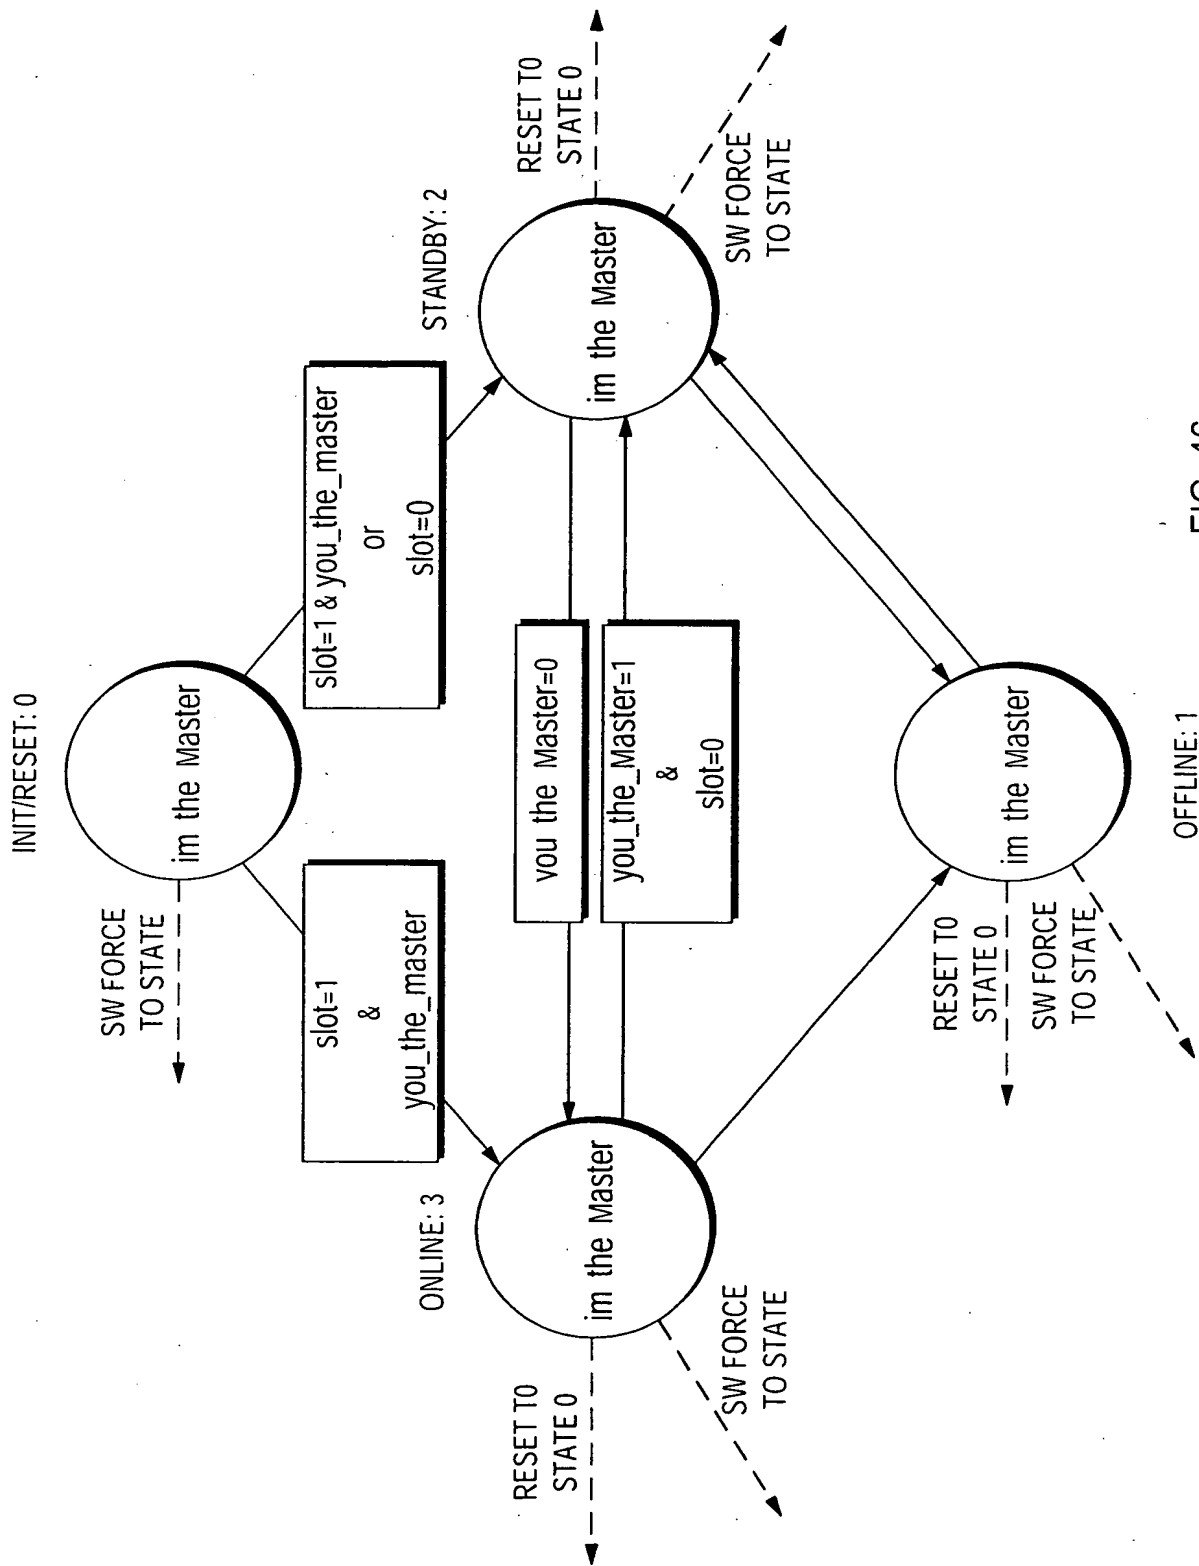 INIT/RESET: 0
SW FORCE
TO STATE
im the Master
slot=1
&
you_the_master
slot=1 & you_the_master
or
slot=0
ONLINE: 3
STANDBY: 2
RESET TO
STATE 0
im the Master
SW FORCE
TO STATE
vou the Master=0
you_the_Master=1
&
slot=0
RESET TO
STATE 0
im the Master
SW FORCE
TO STATE
RESET TO
STATE 0
SW FORCE
TO STATE
im the Master
OFFLINE: 1
FIG.